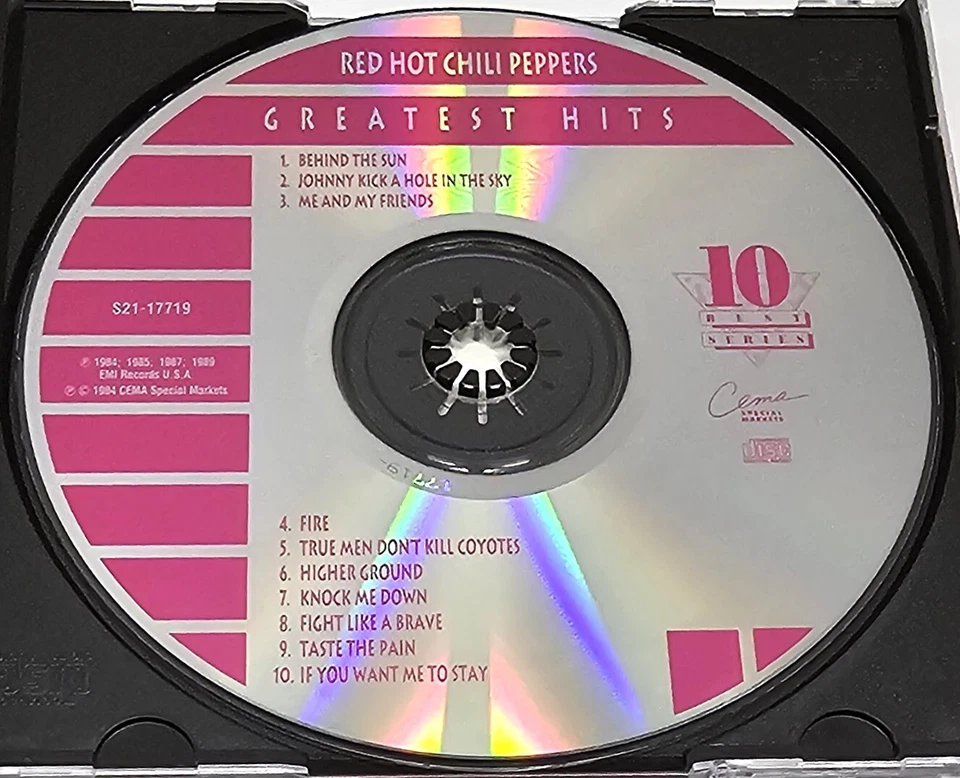 RED HOT CHILI PEPPERS
GREATEST HITS
1. BEHIND THE SUN
2. JOHNNY KICK A HOLE IN THE SKY
3. ME AND MY FRIENDS
S21-17719
℗ 1984; 1985; 1987; 1989
EMI Records U.S.A
℗ © 1994 CEMA Special Markets
10
BEST
SERIES
Cema
SPECIAL
MARKETS
disc
4. FIRE
5. TRUE MEN DON'T KILL COYOTES
6. HIGHER GROUND
7. KNOCK ME DOWN
8. FIGHT LIKE A BRAVE
9. TASTE THE PAIN
10. IF YOU WANT ME TO STAY